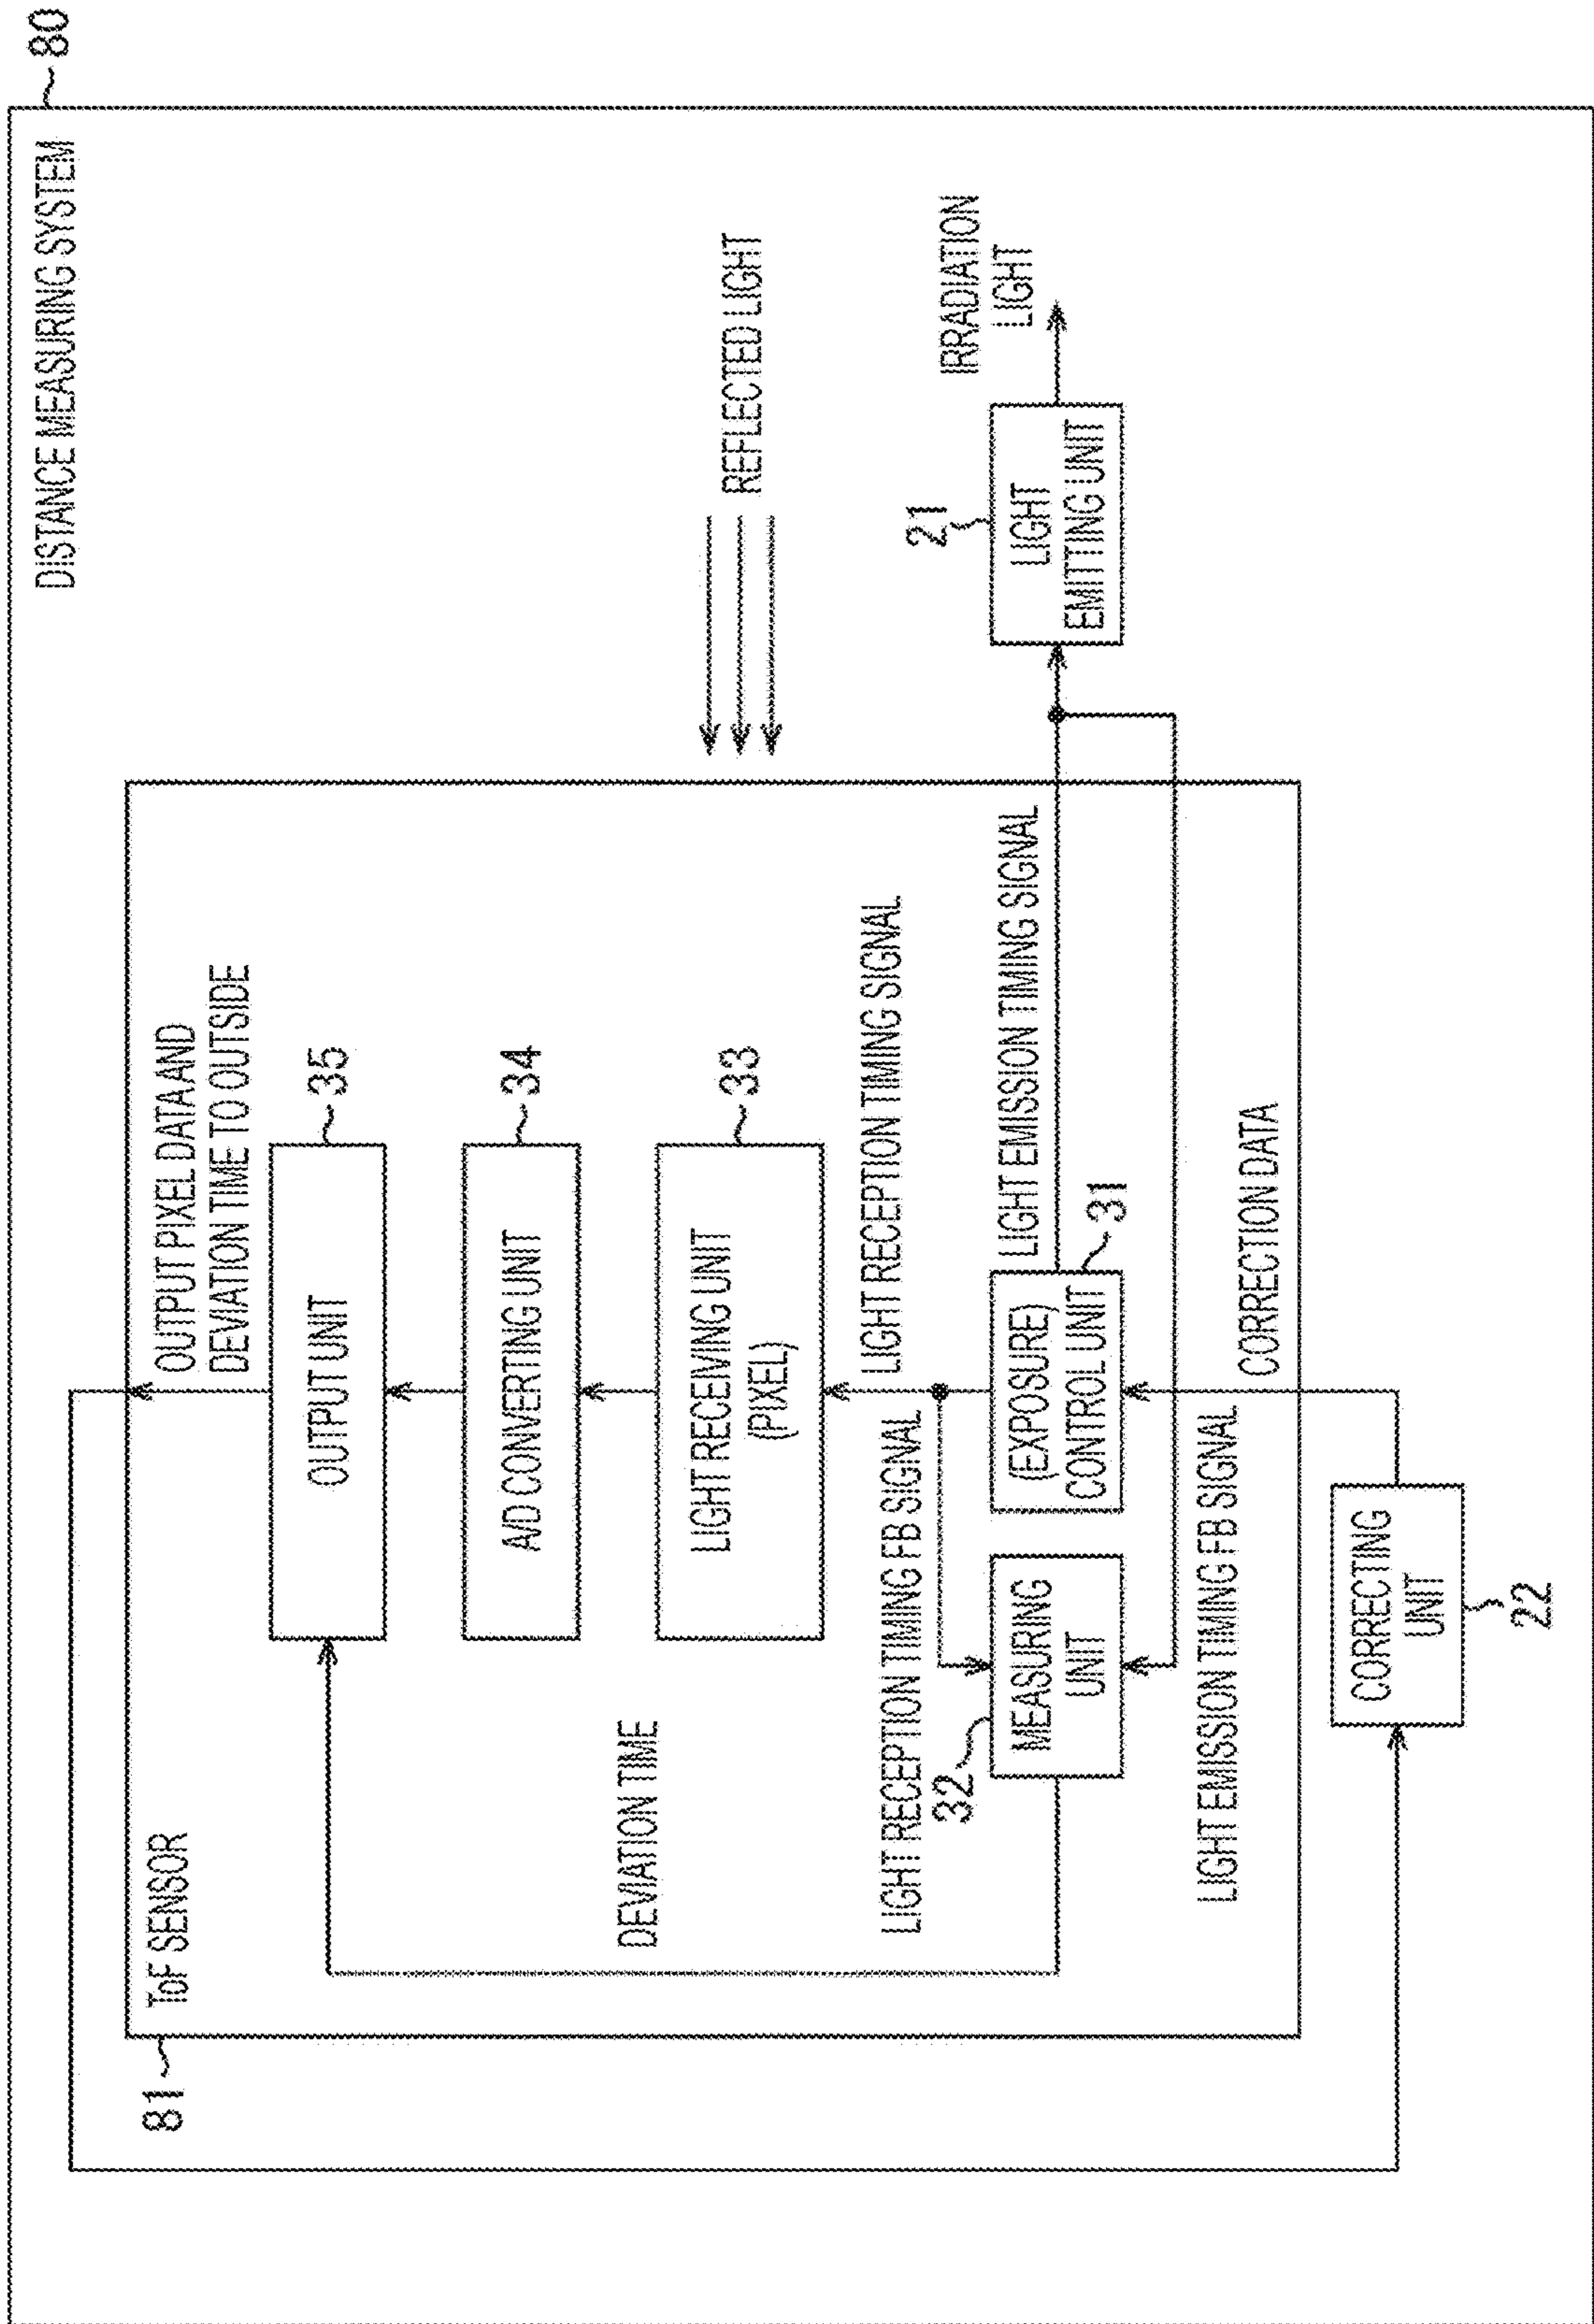 80
DISTANCE MEASURING SYSTEM
81
ToF SENSOR
OUTPUT PIXEL DATA AND
DEVIATION TIME TO OUTSIDE
OUTPUT UNIT
35
A/D CONVERTING UNIT
34
DEVIATION TIME
LIGHT RECEIVING UNIT
(PIXEL)
33
REFLECTED LIGHT
LIGHT RECEPTION TIMING SIGNAL
LIGHT RECEPTION TIMING FB SIGNAL
32
MEASURING
UNIT
(EXPOSURE)
CONTROL UNIT
31
LIGHT EMISSION TIMING SIGNAL
21
LIGHT
EMITTING UNIT
IRRADIATION
LIGHT
LIGHT EMISSION TIMING FB SIGNAL
CORRECTION DATA
CORRECTING
UNIT
22